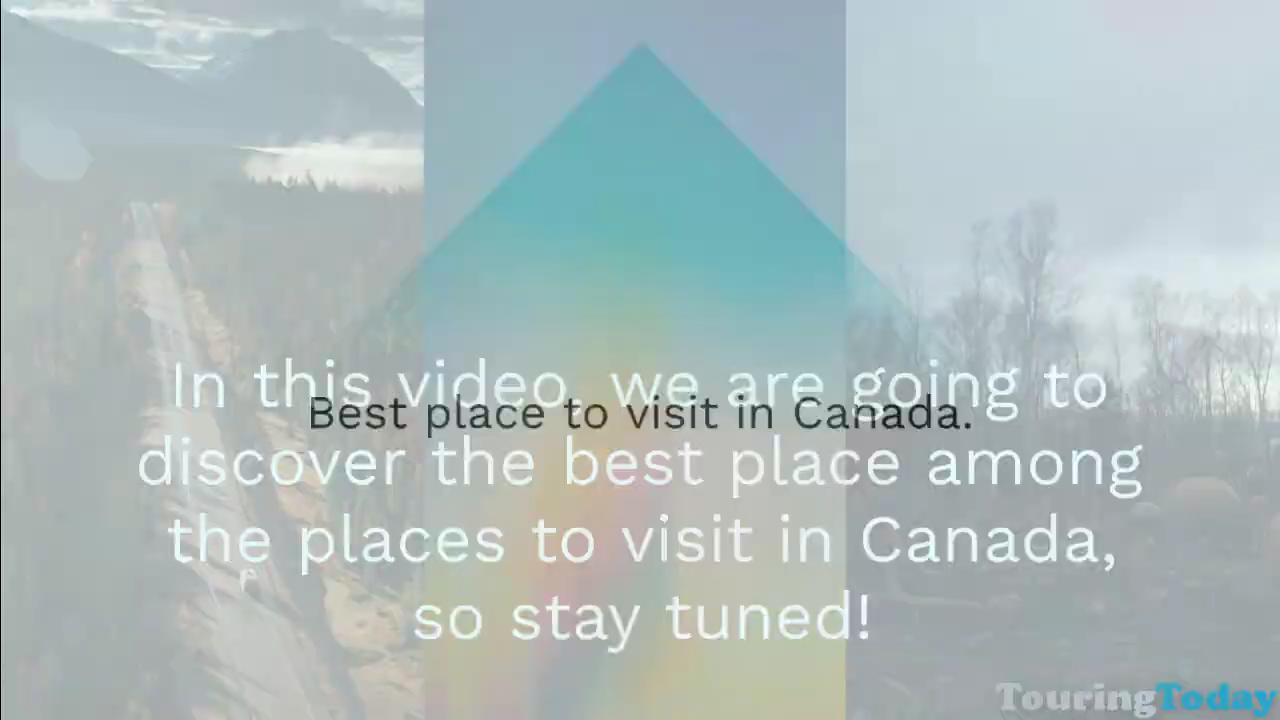 In this video, we are going to
Best place to visit in Canada.
discover the best place among
the places to visit in Canada,
so stay tuned!
TouringToday